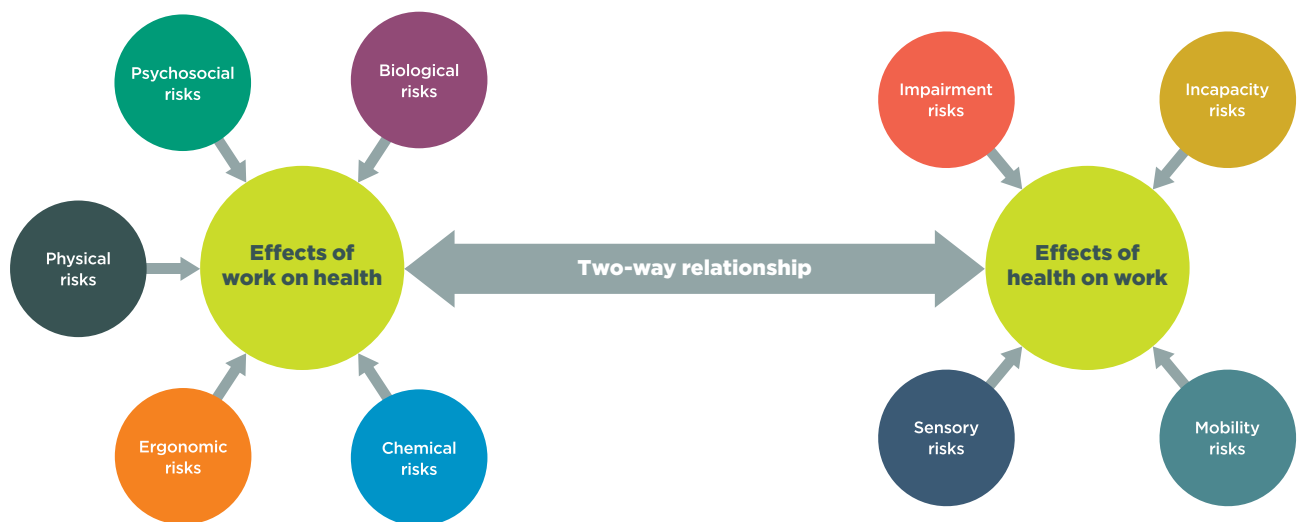 Psychosocial
risks
Biological
risks
Physical
risks
Effects of
work on health
Ergonomic
risks
Chemical
risks
Two-way relationship
Impairment
risks
Incapacity
risks
Effects of
health on work
Sensory
risks
Mobility
risks